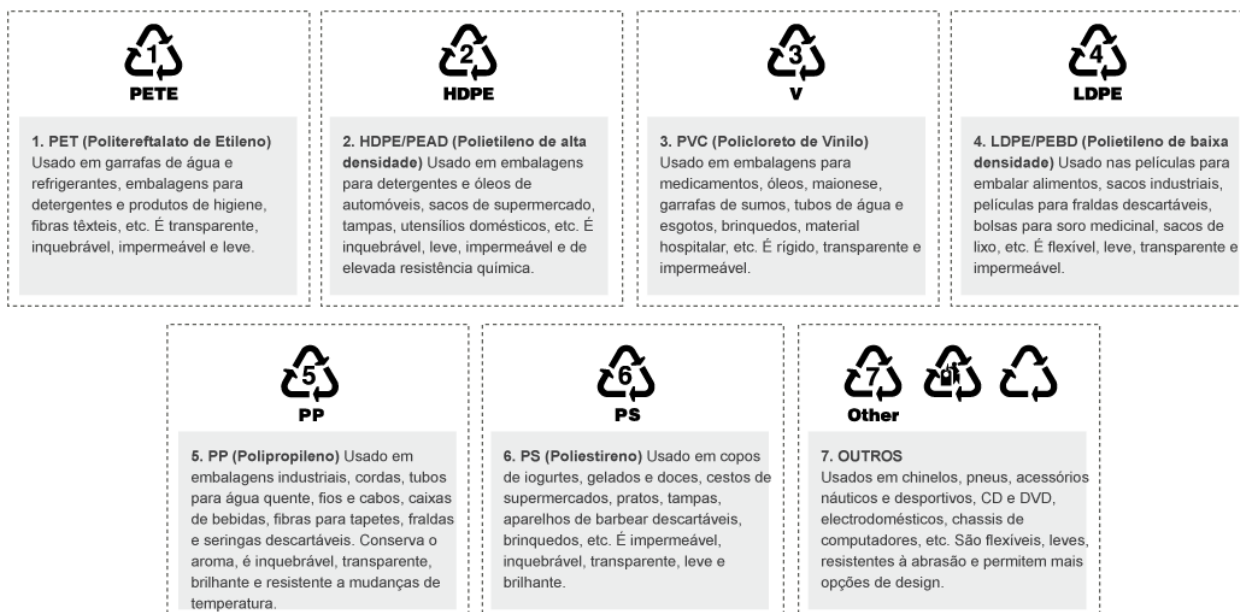 1
PETE
1. PET (Politereftalato de Etileno)
Usado em garrafas de água e
refrigerantes, embalagens para
detergentes e produtos de higiene,
fibras têxteis, etc. É transparente,
inquebrável, impermeável e leve.
2
HDPE
2. HDPE/PEAD (Polietileno de alta
densidade) Usado em embalagens
para detergentes e óleos de
automóveis, sacos de supermercado,
tampas, utensílios domésticos, etc. É
inquebrável, leve, impermeável e de
elevada resistência química.
3
V
3. PVC (Policloreto de Vinilo)
Usado em embalagens para
medicamentos, óleos, maionese,
garrafas de sumos, tubos de água e
esgotos, brinquedos, material
hospitalar, etc. É rígido, transparente e
impermeável.
4
LDPE
4. LDPE/PEBD (Polietileno de baixa
densidade) Usado nas películas para
embalar alimentos, sacos industriais,
películas para fraldas descartáveis,
bolsas para soro medicinal, sacos de
lixo, etc. É flexível, leve, transparente e
impermeável.
5
PP
5. PP (Polipropileno) Usado em
embalagens industriais, cordas, tubos
para água quente, fios e cabos, caixas
de bebidas, fibras para tapetes, fraldas
e seringas descartáveis. Conserva o
aroma, é inquebrável, transparente,
brilhante e resistente a mudanças de
temperatura.
6
PS
6. PS (Poliestireno) Usado em copos
de iogurtes, gelados e doces, cestos de
supermercados, pratos, tampas,
aparelhos de barbear descartáveis,
brinquedos, etc. É impermeável,
inquebrável, transparente, leve e
brilhante.
7
Other
7. OUTROS
Usados em chinelos, pneus, acessórios
náuticos e desportivos, CD e DVD,
electrodomésticos, chassis de
computadores, etc. São flexíveis, leves,
resistentes à abrasão e permitem mais
opções de design.